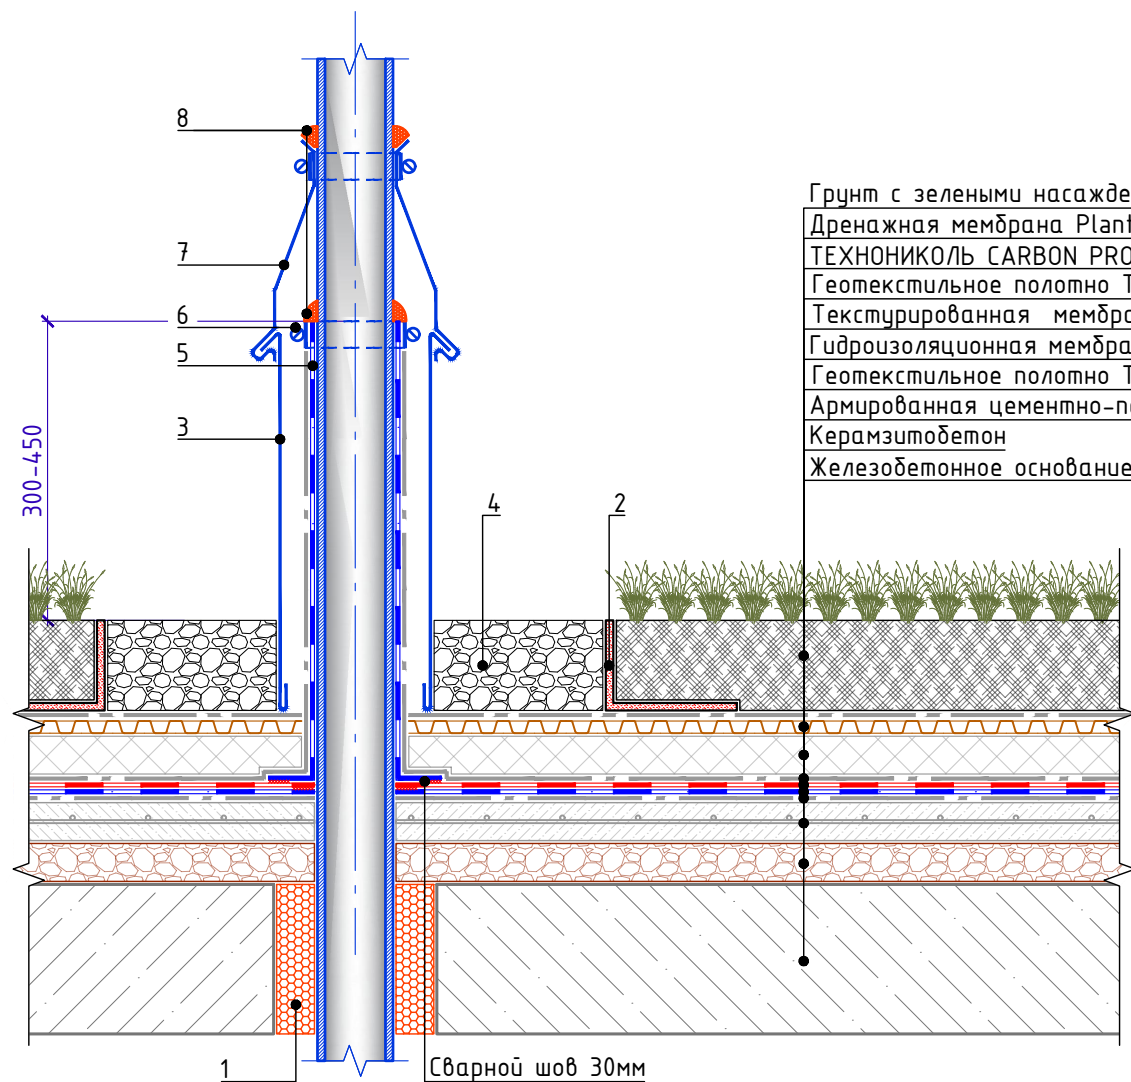 8
Грунт с зелеными насажде
Дренажная мембрана Plant
7
ТЕХНОНИКОЛЬ CARBON PRO
Геотекстильное полотно Т
6
Текстурированная мембра
Гидроизоляционная мембра
5
Геотекстильное полотно Т
Армированная цементно-п
3
Керамзитобетон
300-450
Железобетонное основание
4
2
1
Сварной шов 30мм